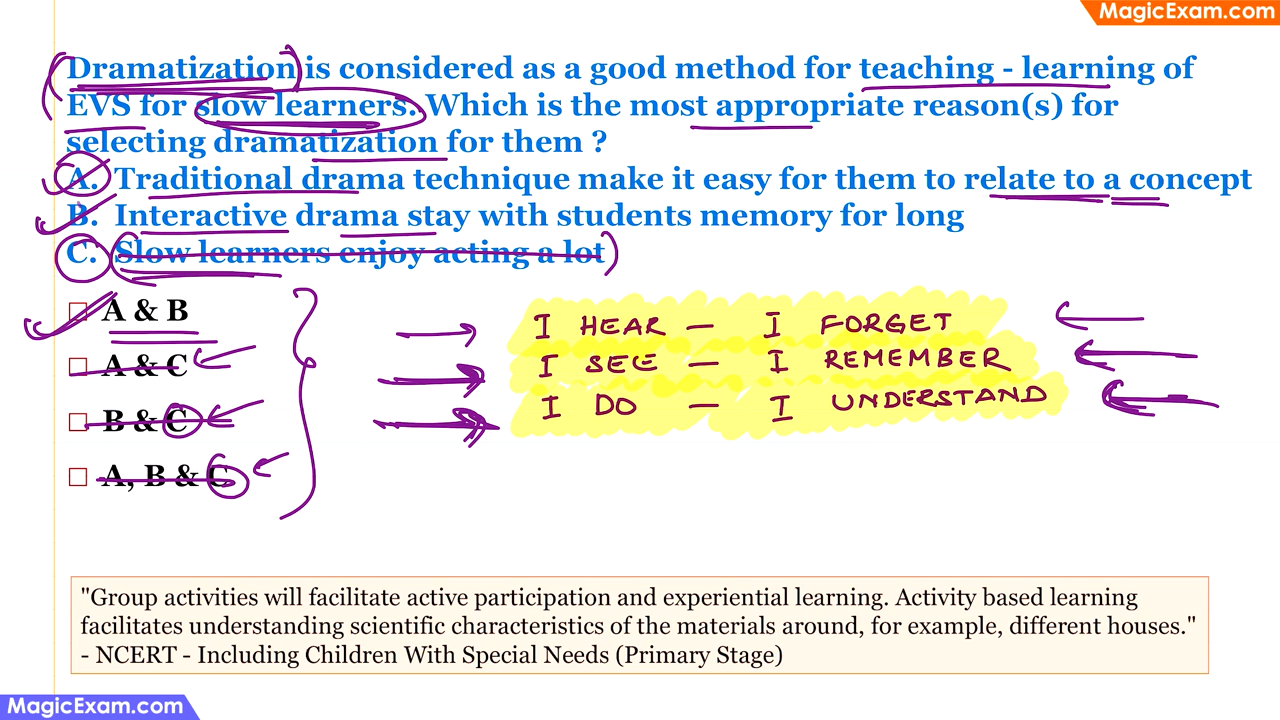 MagicExam.com
Dramatization is considered as a good method for teaching - learning of
EVS for slow learners. Which is the most appropriate reason(s) for
selecting dramatization for them ?
A. Traditional drama technique make it easy for them to relate to a concept
B. Interactive drama stay with students memory for long
C. Slow learners enjoy acting a lot
A & B
A & C
B & C
A, B & C
I HEAR — I FORGET
I SEE — I REMEMBER
I DO — I UNDERSTAND
"Group activities will facilitate active participation and experiential learning. Activity based learning
facilitates understanding scientific characteristics of the materials around, for example, different houses."
- NCERT - Including Children With Special Needs (Primary Stage)
MagicExam.com